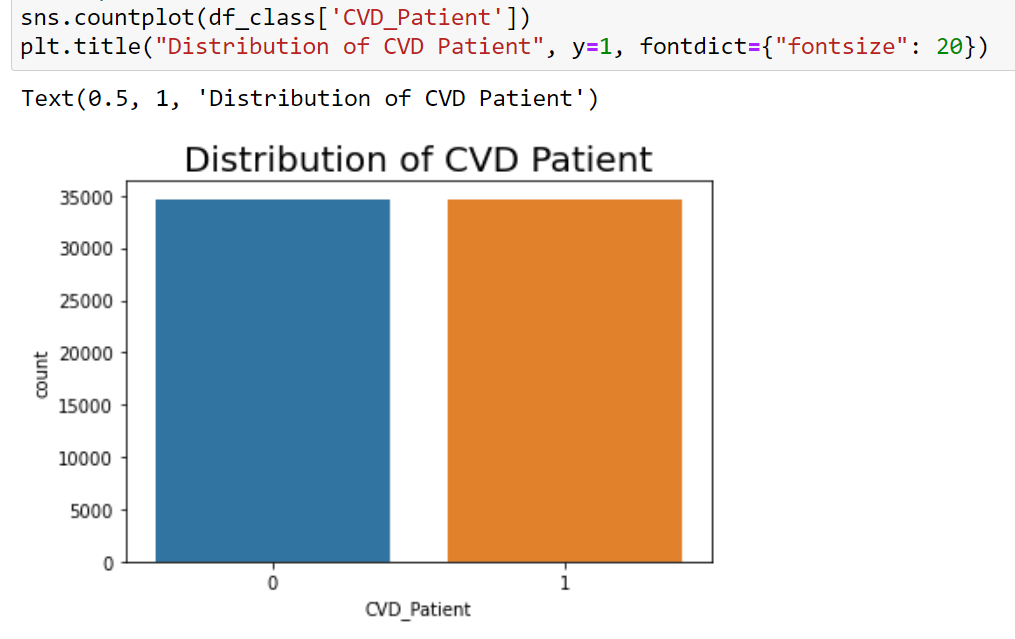 sns.countplot(df_class['CVD_Patient'])
plt.title("Distribution of CVD Patient", y=1, fontdict={"fontsize": 20})
Text(0.5, 1, 'Distribution of CVD Patient')
Distribution of CVD Patient
35000
30000
25000
20000
15000
10000
5000
0
count
0 1
CVD_Patient